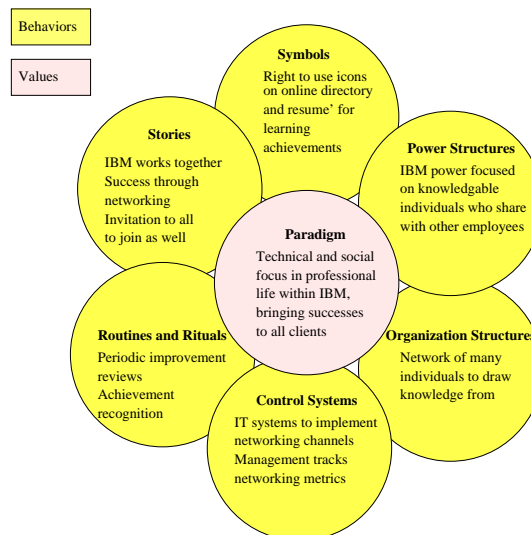 Behaviors
Values
Symbols
Right to use icons
on online directory
and resume’ for
learning
achievements
Stories
IBM works together
Success through
networking
Invitation to all
to join as well
Power Structures
IBM power focused
on knowledgable
individuals who share
with other employees
Paradigm
Technical and social
focus in professional
life within IBM,
bringing successes
to all clients
Routines and Rituals
Periodic improvement
reviews
Achievement
recognition
Organization Structures
Network of many
individuals to draw
knowledge from
Control Systems
IT systems to implement
networking channels
Management tracks
networking metrics